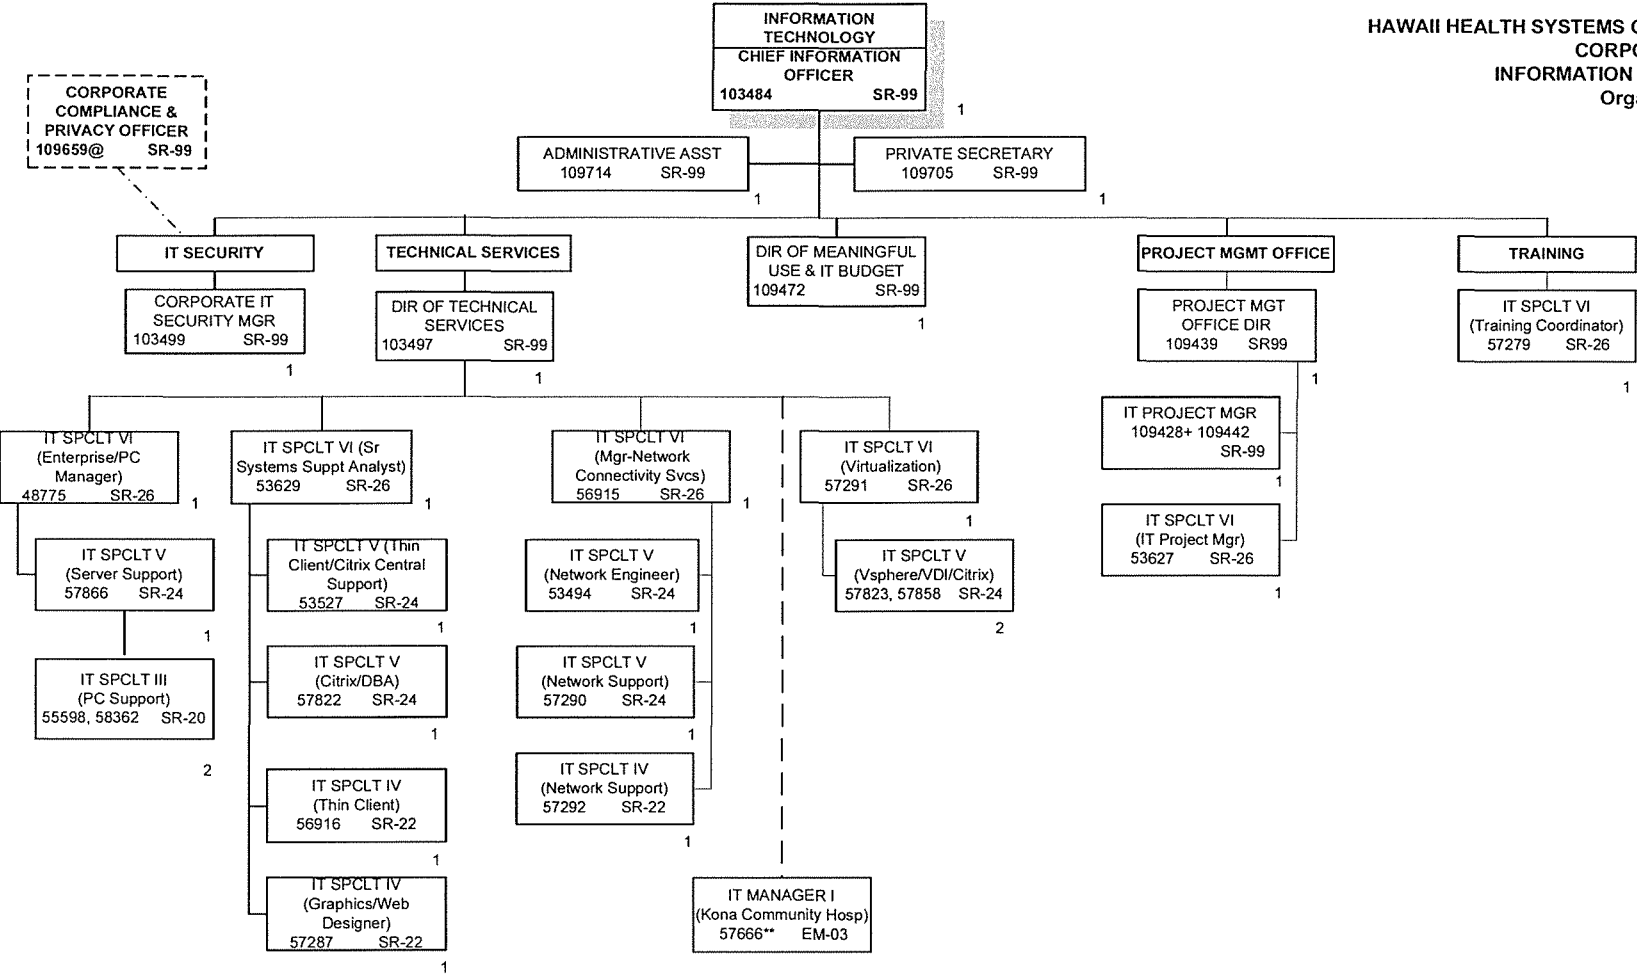 INFORMATION
TECHNOLOGY
CHIEF INFORMATION
OFFICER
103484 SR-99
1
HAWAII HEALTH SYSTEMS
CORPO
INFORMATION
Orga
CORPORATE
COMPLIANCE &
PRIVACY OFFICER
109659@ SR-99
ADMINISTRATIVE ASST
109714 SR-99
1
PRIVATE SECRETARY
109705 SR-99
1
IT SECURITY
CORPORATE IT
SECURITY MGR
103499 SR-99
1
TECHNICAL SERVICES
DIR OF TECHNICAL
SERVICES
103497 SR-99
1
DIR OF MEANINGFUL
USE & IT BUDGET
109472 SR-99
1
PROJECT MGMT OFFICE
PROJECT MGT
OFFICE DIR
109439 SR99
1
TRAINING
IT SPCLT VI
(Training Coordinator)
57279 SR-26
1
IT PROJECT MGR
109428+ 109442
SR-99
1
IT SPCLT VI
(IT Project Mgr)
53627 SR-26
1
IT SPCLT VI
(Enterprise/PC
Manager)
48775 SR-26
1
IT SPCLT V
(Server Support)
57866 SR-24
1
IT SPCLT III
(PC Support)
55598, 58362 SR-20
2
IT SPCLT VI (Sr
Systems Suppt Analyst)
53629 SR-26
1
IT SPCLT V (Thin
Client/Citrix Central
Support)
53527 SR-24
1
IT SPCLT V
(Citrix/DBA)
57822 SR-24
1
IT SPCLT IV
(Thin Client)
56916 SR-22
1
IT SPCLT IV
(Graphics/Web
Designer)
57287 SR-22
1
IT SPCLT VI
(Mgr-Network
Connectivity Svcs)
56915 SR-26
1
IT SPCLT V
(Network Engineer)
53494 SR-24
1
IT SPCLT V
(Network Support)
57290 SR-24
1
IT SPCLT IV
(Network Support)
57292 SR-22
1
IT SPCLT VI
(Virtualization)
57291 SR-26
1
IT SPCLT V
(Vsphere/VDI/Citrix)
57823, 57858 SR-24
2
IT MANAGER I
(Kona Community Hosp)
57666** EM-03